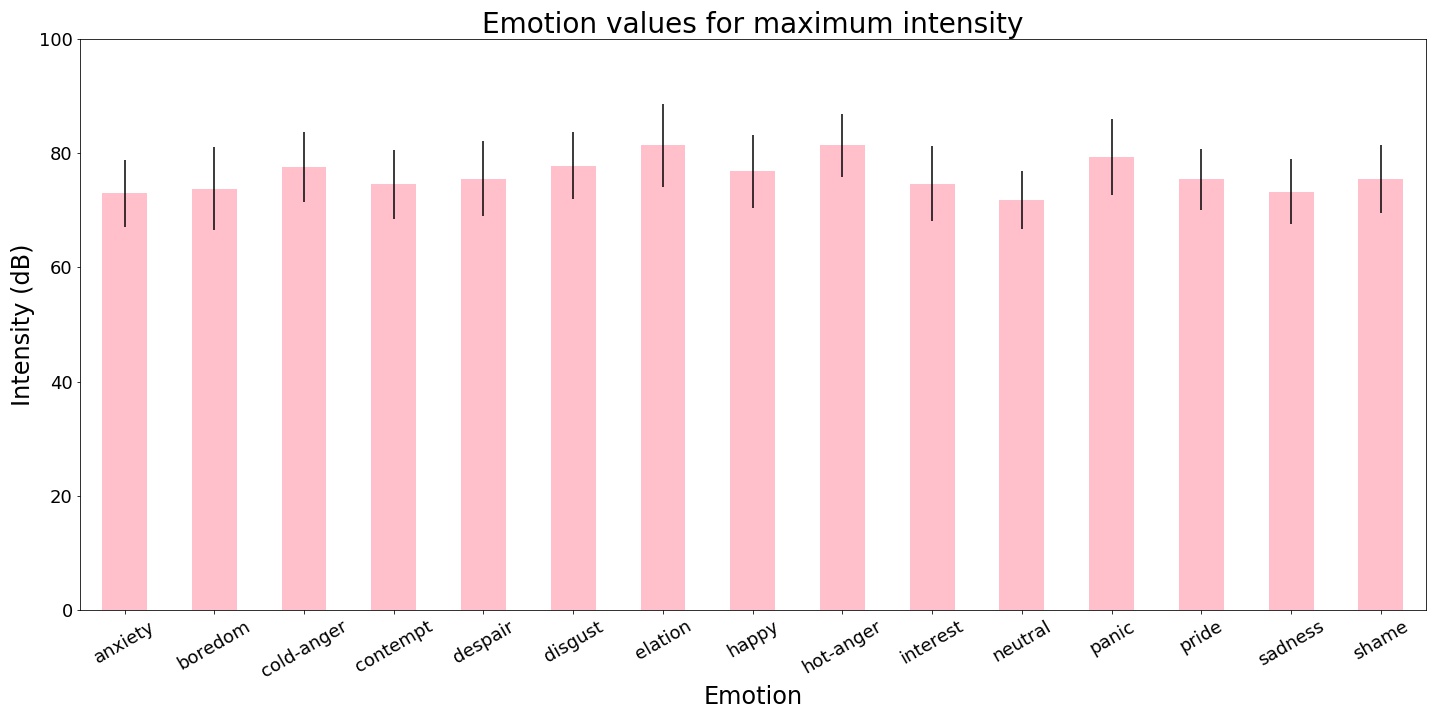 Emotion values for maximum intensity
100
80
60
40
20
0
Intensity (dB)
anxiety
boredom
cold-anger
contempt
despair
disgust
elation
happy
hot-anger
interest
neutral
panic
pride
sadness
shame
Emotion